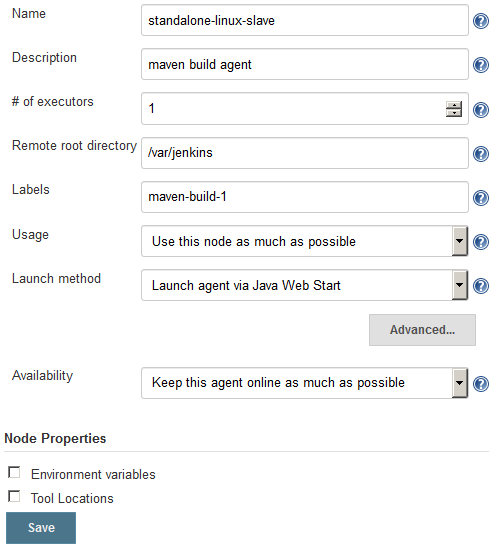 Name standalone-linux-slave
Description maven build agent
# of executors 1
Remote root directory /var/jenkins
Labels maven-build-1
Usage Use this node as much as possible
Launch method Launch agent via Java Web Start
Advanced...
Availability Keep this agent online as much as possible
Node Properties
Environment variables
Tool Locations
Save